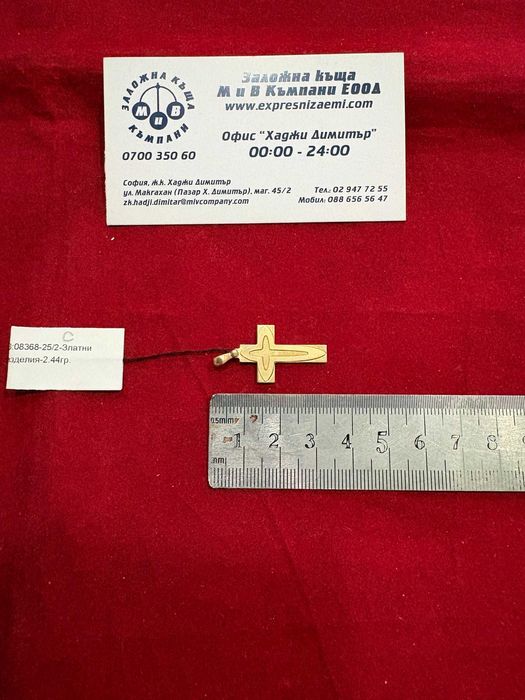 ЗАЛОЖНА КЪЩА
М и В
КЪМПАНИ
0700 350 60
Заложна къща
М и В Къмпани ЕООД
www.expresnizaemi.com
Офис "Хаджи Димитър"
00:00 - 24:00
София, ж.к. Хаджи Димитър
ул. Макгахан (Пазар Х. Димитър), маг. 45/2
zk.hadji.dimitar@mivcompany.com
Тел.: 02 947 72 55
Мобил: 088 656 56 47
С
:08368-25/2-Златни
изделия-2.44гр.
0.5m/m
1 2 3 4 5 6 7 8
m/m